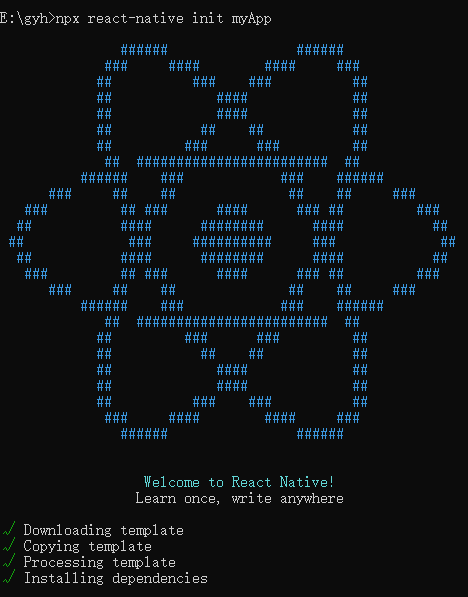 E:\gyh>npx react-native init myApp
Welcome to React Native!
Learn once, write anywhere
√ Downloading template
√ Copying template
√ Processing template
√ Installing dependencies